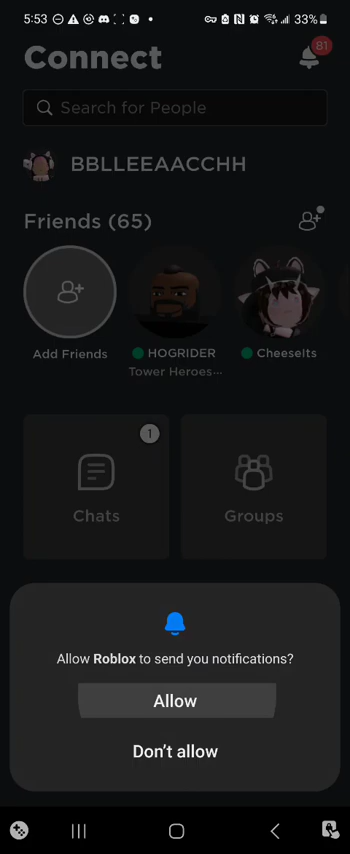 5:53
33%
Connect
81
Search for People
BBLLEEAACCHH
Friends (65)
Add Friends
HOGRIDER
CheeseIts
Tower Heroes...
1
Chats
Groups
Allow Roblox to send you notifications?
Allow
Don't allow